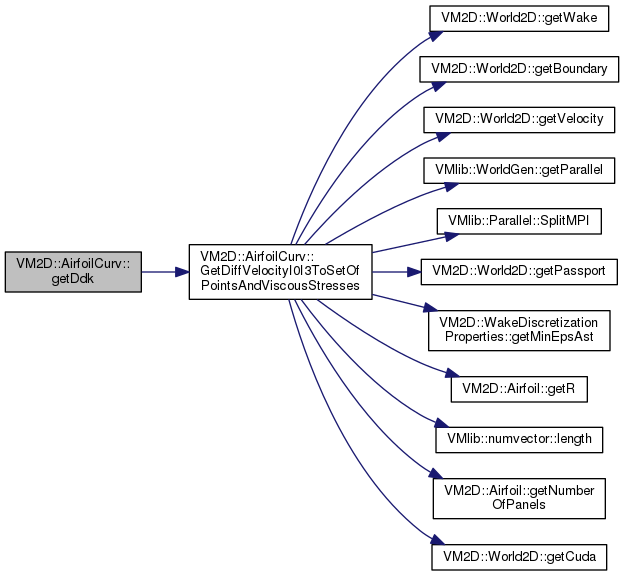 VM2D::AirfoilCurv::
getDdk
VM2D::AirfoilCurv::
GetDiffVelocityI0I3ToSetOf
PointsAndViscousStresses
VM2D::World2D::getWake
VM2D::World2D::getBoundary
VM2D::World2D::getVelocity
VMlib::WorldGen::getParallel
VMlib::Parallel::SplitMPI
VM2D::World2D::getPassport
VM2D::WakeDiscretization
Properties::getMinEpsAst
VM2D::Airfoil::getR
VMlib::numvector::length
VM2D::Airfoil::getNumber
OfPanels
VM2D::World2D::getCuda